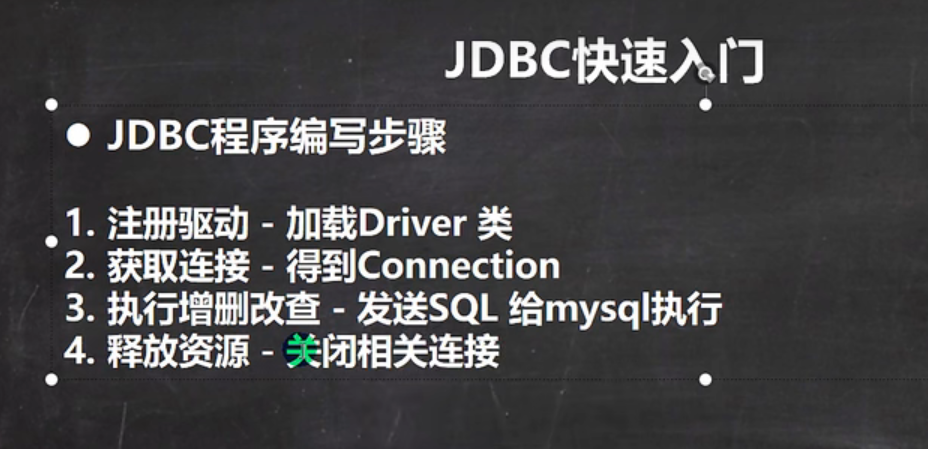 JDBC快速入门
● JDBC程序编写步骤
1. 注册驱动 - 加载Driver 类
2. 获取连接 - 得到Connection
3. 执行增删改查 - 发送SQL 给mysql执行
4. 释放资源 - 关闭相关连接